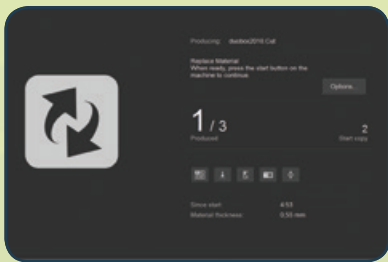 Producing: duobox2016 Cut
Replace Material
When ready, press the start button on the
machine to continue.
Options...
1 / 3
Produced
2
Start copy
Since start: 4:53
Material thickness: 0.50 mm